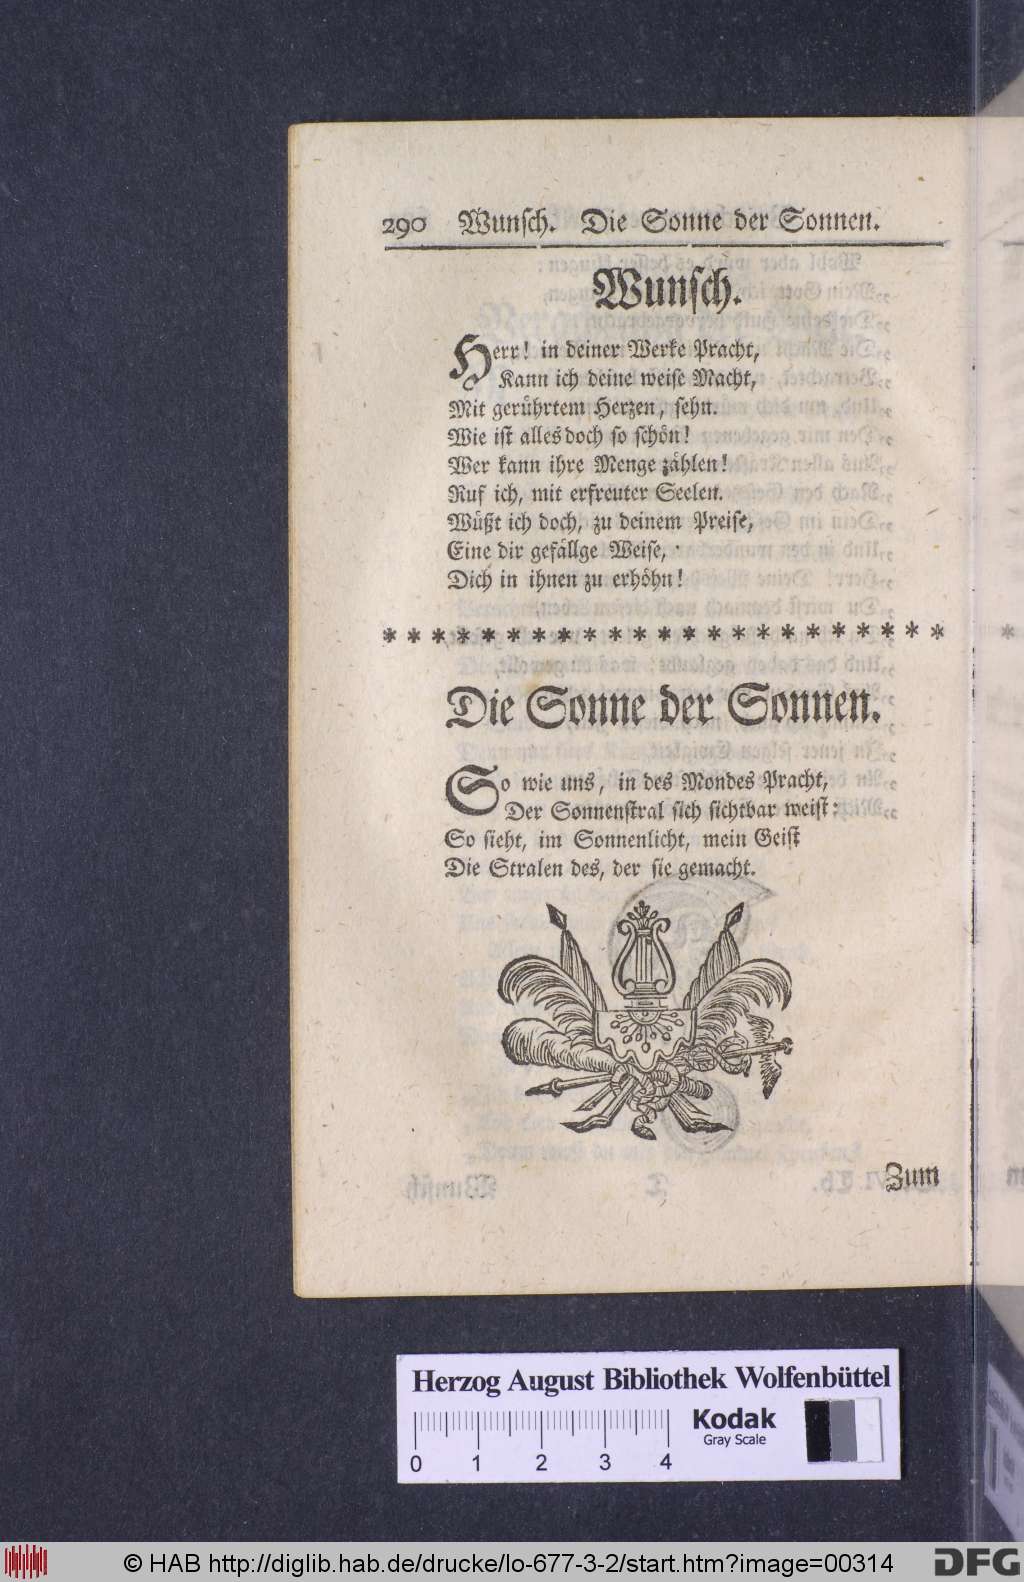 290 Wunsch. Die Sonne der Sonnen.
Wunsch.
Herr! in deiner Werke Pracht,
Kann ich deine weise Macht,
Mit gerührtem Herzen, sehn.
Wie ist alles doch so schön!
Wer kann ihre Menge zählen!
Ruf ich, mit erfreuter Seelen.
Wüßt ich doch, zu deinem Preise,
Eine dir gefällge Weise,
Dich in ihnen zu erhöhn!
* * * * * * * * * * * * * * * * * * * * * * *
Die Sonne der Sonnen.
So wie uns, in des Mondes Pracht,
Der Sonnenstral sich sichtbar weist:
So sieht, im Sonnenlicht, mein Geist
Die Stralen des, der sie gemacht.
Zum
Herzog August Bibliothek Wolfenbüttel
Kodak
Gray Scale
0 1 2 3 4
© HAB http://diglib.hab.de/drucke/lo-677-3-2/start.htm?image=00314
DFG